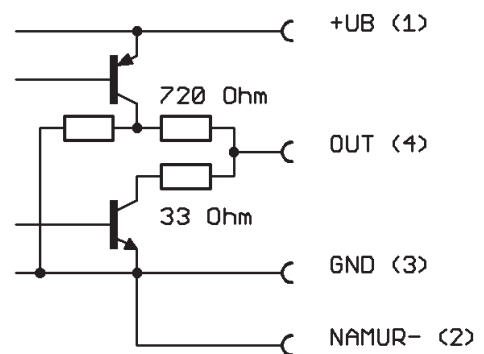 +UB (1)
720 Ohm
OUT (4)
33 Ohm
GND (3)
NAMUR- (2)